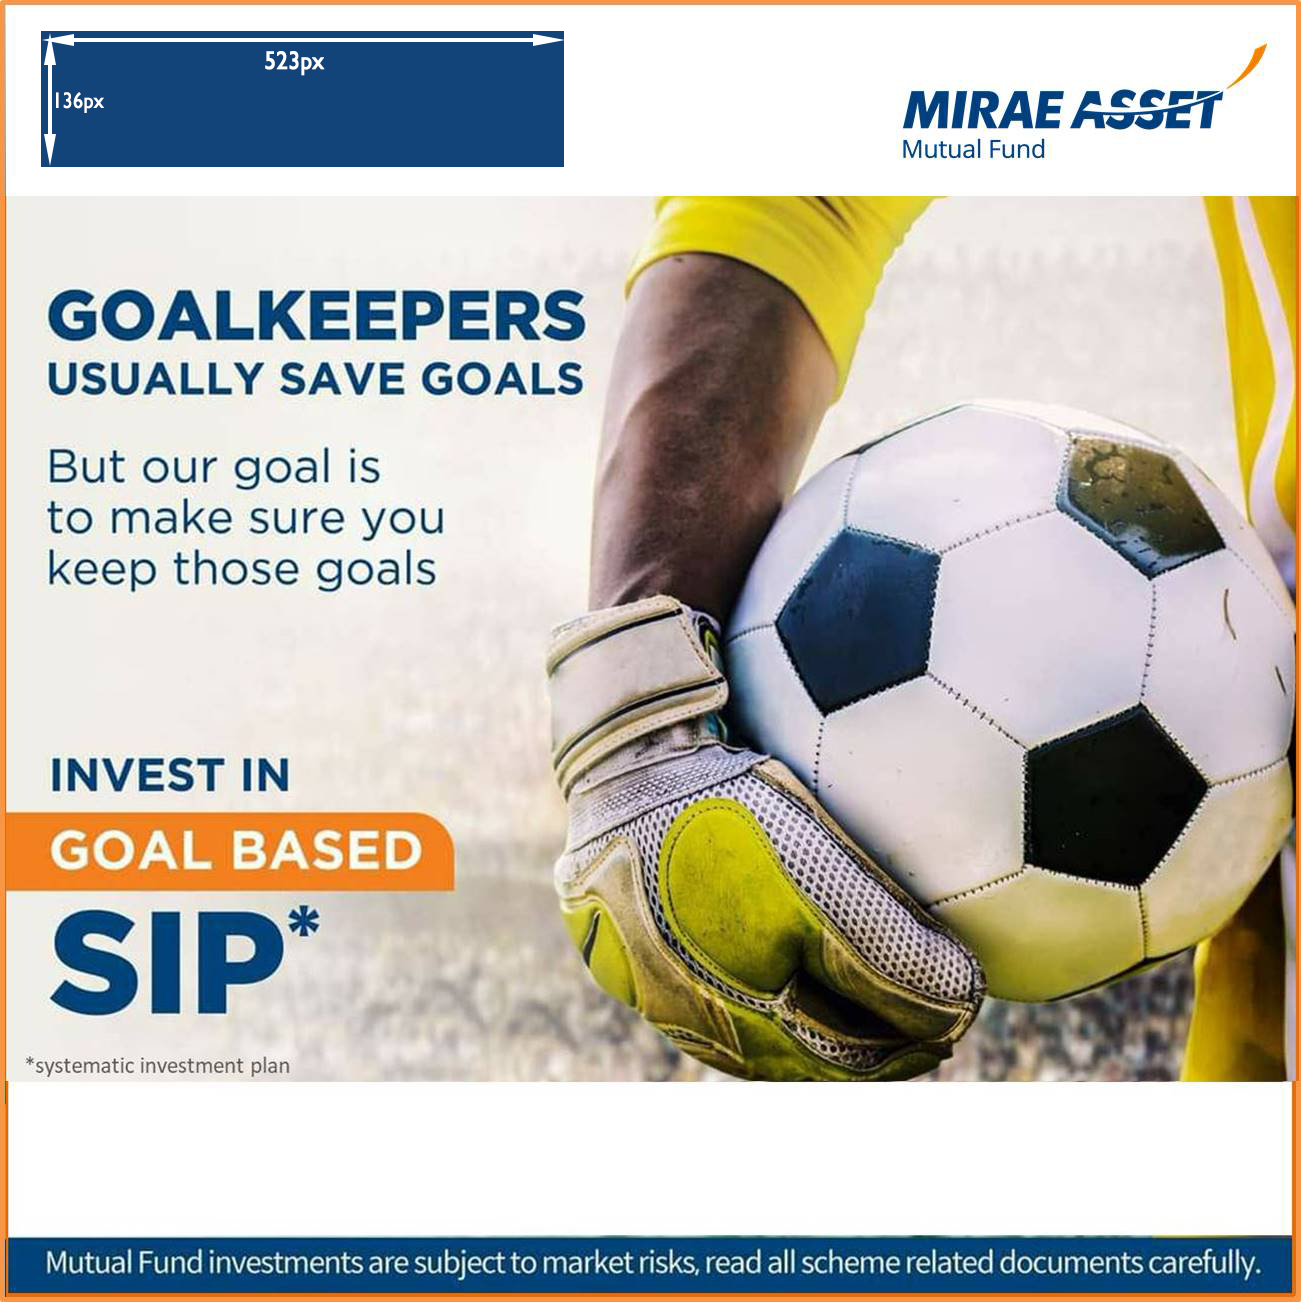 523px
136px
MIRAE ASSET
Mutual Fund
GOALKEEPERS
USUALLY SAVE GOALS
But our goal is
to make sure you
keep those goals
INVEST IN
GOAL BASED
SIP*
*systematic investment plan
Mutual Fund investments are subject to market risks, read all scheme related documents carefully.